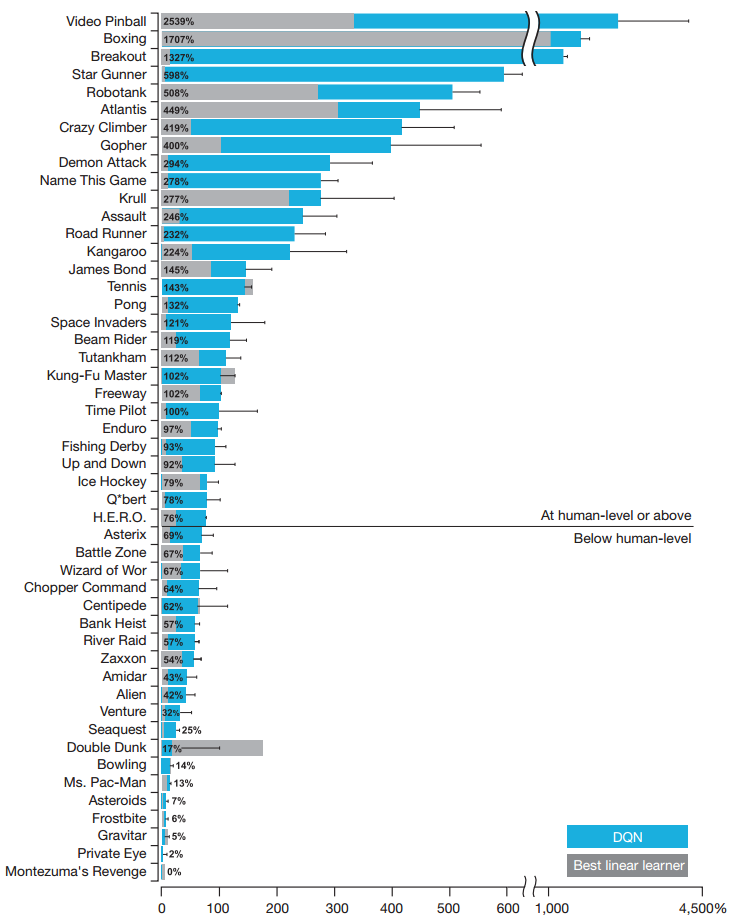 Video Pinball 2539%
Boxing 1707%
Breakout 1327%
Star Gunner 598%
Robotank 508%
Atlantis 449%
Crazy Climber 419%
Gopher 400%
Demon Attack 294%
Name This Game 278%
Krull 277%
Assault 246%
Road Runner 232%
Kangaroo 224%
James Bond 145%
Tennis 143%
Pong 132%
Space Invaders 121%
Beam Rider 119%
Tutankham 112%
Kung-Fu Master 102%
Freeway 102%
Time Pilot 100%
Enduro 97%
Fishing Derby 93%
Up and Down 92%
Ice Hockey 79%
Q*bert 78%
H.E.R.O. 76%
At human-level or above
Below human-level
Asterix 69%
Battle Zone 67%
Wizard of Wor 67%
Chopper Command 64%
Centipede 62%
Bank Heist 57%
River Raid 57%
Zaxxon 54%
Amidar 43%
Alien 42%
Venture 32%
Seaquest 25%
Double Dunk 17%
Bowling 14%
Ms. Pac-Man 13%
Asteroids 7%
Frostbite 6%
Gravitar 5%
Private Eye 2%
Montezuma's Revenge 0%
DQN
Best linear learner
0 100 200 300 400 500 600 1,000 4,500%